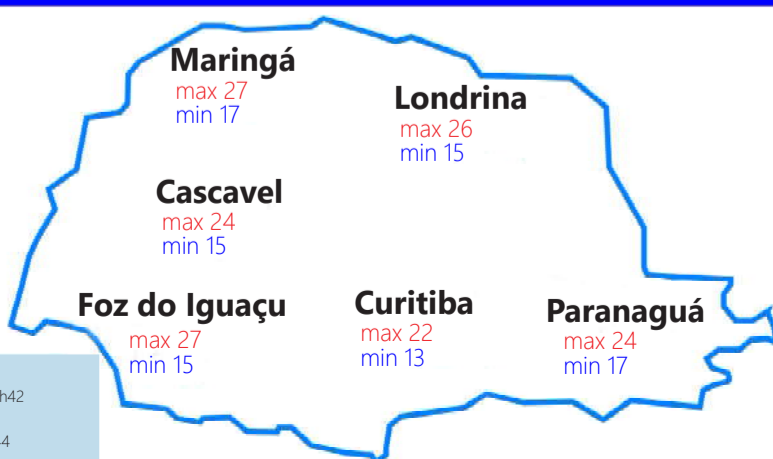 Maringá
max 27
min 17
Londrina
max 26
min 15
Cascavel
max 24
min 15
Foz do Iguaçu
max 27
min 15
Curitiba
max 22
min 13
Paranaguá
max 24
min 17